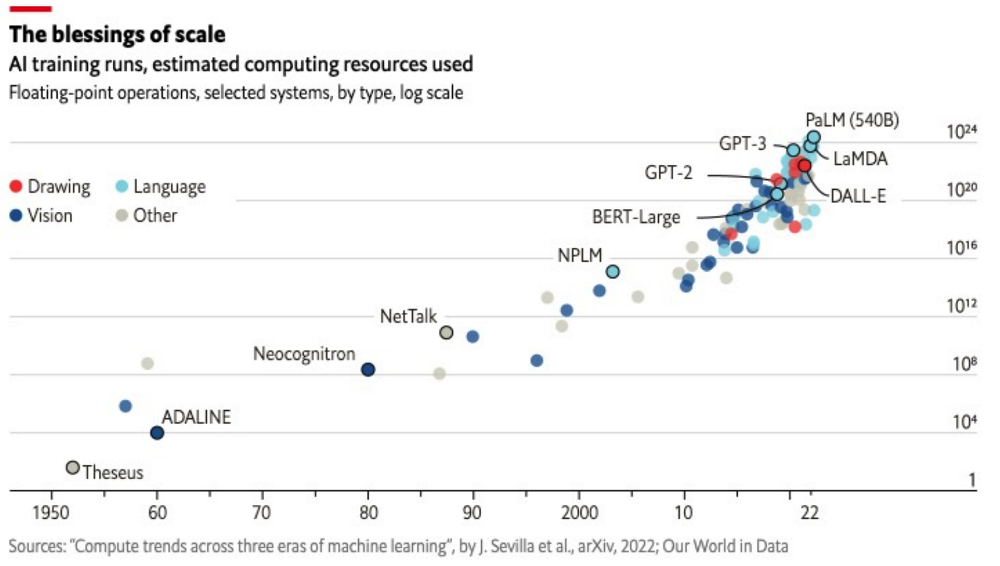 The blessings of scale
AI training runs, estimated computing resources used
Floating-point operations, selected systems, by type, log scale
PaLM (540B)
10²⁴
GPT-3
LaMDA
GPT-2
Drawing
Language
10²⁰
DALL-E
Vision
Other
BERT-Large
10¹⁶
NPLM
10¹²
NetTalk
Neocognitron
10⁸
ADALINE
10⁴
Theseus
1
1950 60 70 80 90 2000 10 22
Sources: “Compute trends across three eras of machine learning”, by J. Sevilla et al., arXiv, 2022; Our World in Data